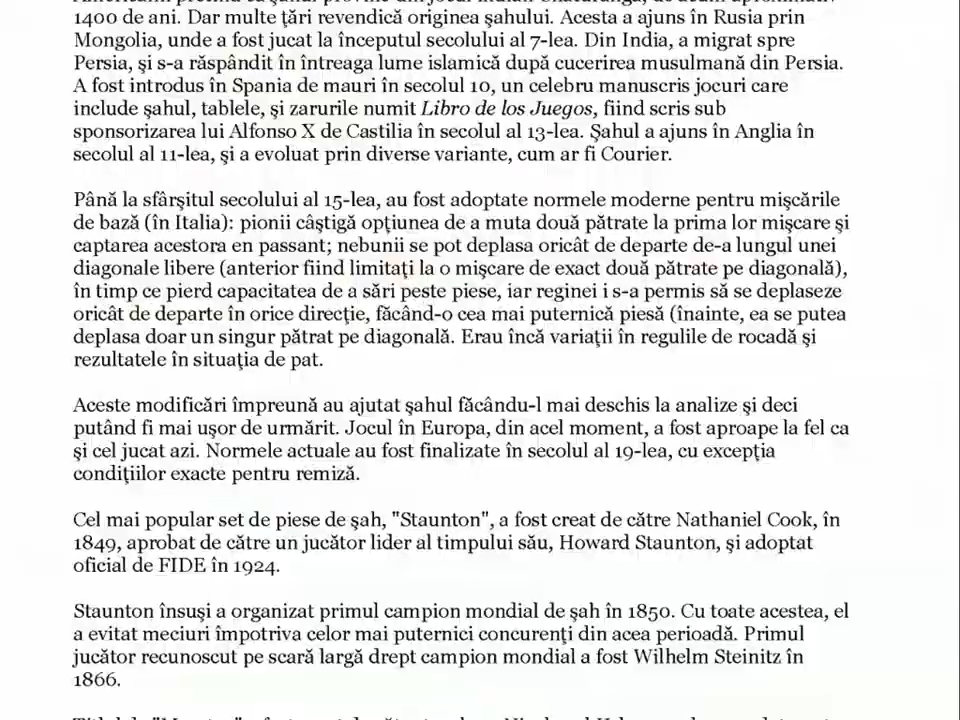 1400 de ani. Dar multe ţări revendică originea şahului. Acesta a ajuns în Rusia prin
Mongolia, unde a fost jucat la începutul secolului al 7-lea. Din India, a migrat spre
Persia, şi s-a răspândit în întreaga lume islamică după cucerirea musulmană din Persia.
A fost introdus în Spania de mauri în secolul 10, un celebru manuscris jocuri care
include şahul, tablele, şi zarurile numit Libro de los Juegos, fiind scris sub
sponsorizarea lui Alfonso X de Castilia în secolul al 13-lea. Şahul a ajuns în Anglia în
secolul al 11-lea, şi a evoluat prin diverse variante, cum ar fi Courier.
Până la sfârşitul secolului al 15-lea, au fost adoptate normele moderne pentru mişcările
de bază (în Italia): pionii câştigă opţiunea de a muta două pătrate la prima lor mişcare şi
captarea acestora en passant; nebunii se pot deplasa oricât de departe de-a lungul unei
diagonale libere (anterior fiind limitaţi la o mişcare de exact două pătrate pe diagonală),
în timp ce pierd capacitatea de a sări peste piese, iar reginei i s-a permis să se deplaseze
oricât de departe în orice direcţie, făcând-o cea mai puternică piesă (înainte, ea se putea
deplasa doar un singur pătrat pe diagonală. Erau încă variaţii în regulile de rocadă şi
rezultatele în situaţia de pat.
Aceste modificări împreună au ajutat şahul făcându-l mai deschis la analize şi deci
putând fi mai uşor de urmărit. Jocul în Europa, din acel moment, a fost aproape la fel ca
şi cel jucat azi. Normele actuale au fost finalizate în secolul al 19-lea, cu excepţia
condiţiilor exacte pentru remiză.
Cel mai popular set de piese de şah, "Staunton", a fost creat de către Nathaniel Cook, în
1849, aprobat de către un jucător lider al timpului său, Howard Staunton, şi adoptat
oficial de FIDE în 1924.
Staunton însuşi a organizat primul campion mondial de şah în 1850. Cu toate acestea, el
a evitat meciuri împotriva celor mai puternici concurenţi din acea perioadă. Primul
jucător recunoscut pe scară largă drept campion mondial a fost Wilhelm Steinitz în
1866.